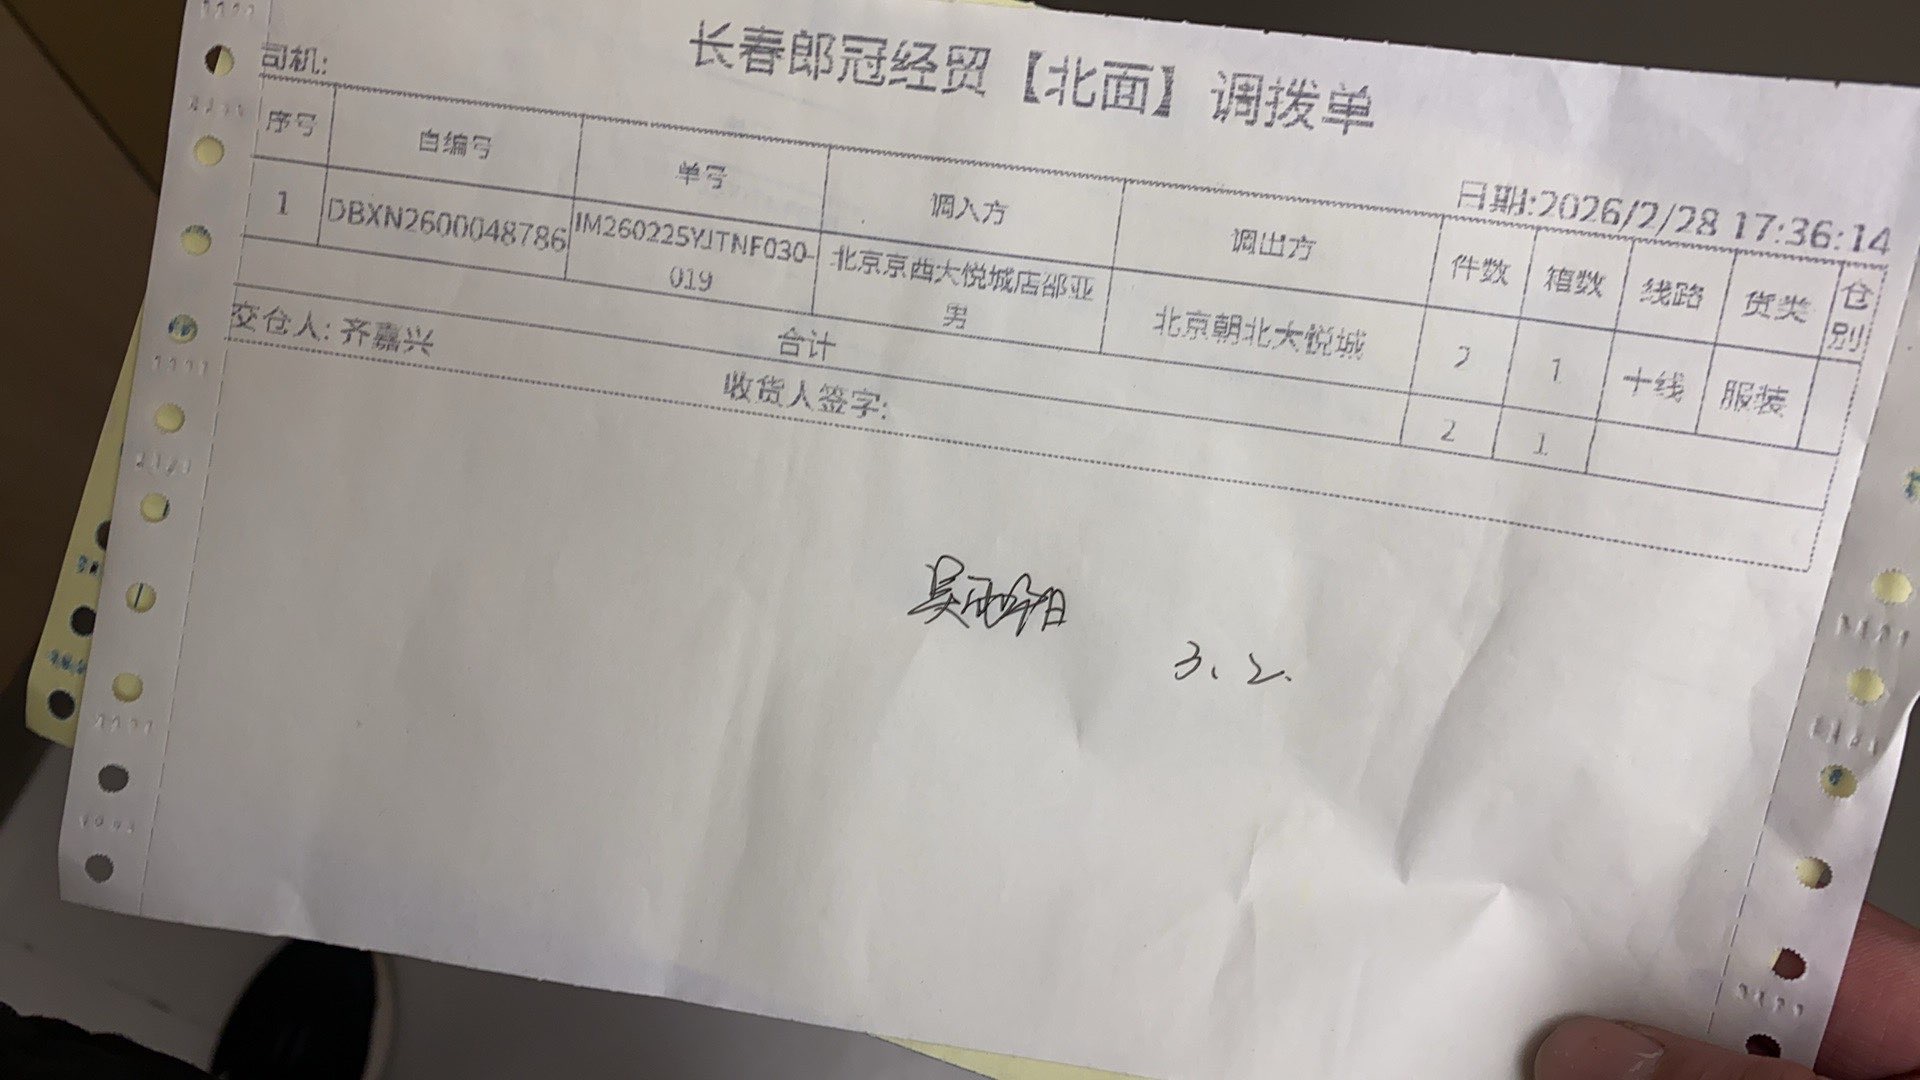 长春郎冠经贸【北面】调拨单
司机:
日期:2026/2/28 17:36:14
序号 自编号 单号 调入方 调出方 件数 箱数 线路 货类 仓别
1 DBXN2600048786 IM260225YJTNF030-019 北京京西大悦城店邵亚男 北京朝北大悦城 2 1 十线 服装
合计 2 1
交仓人: 齐嘉兴 收货人签字:
3、2.